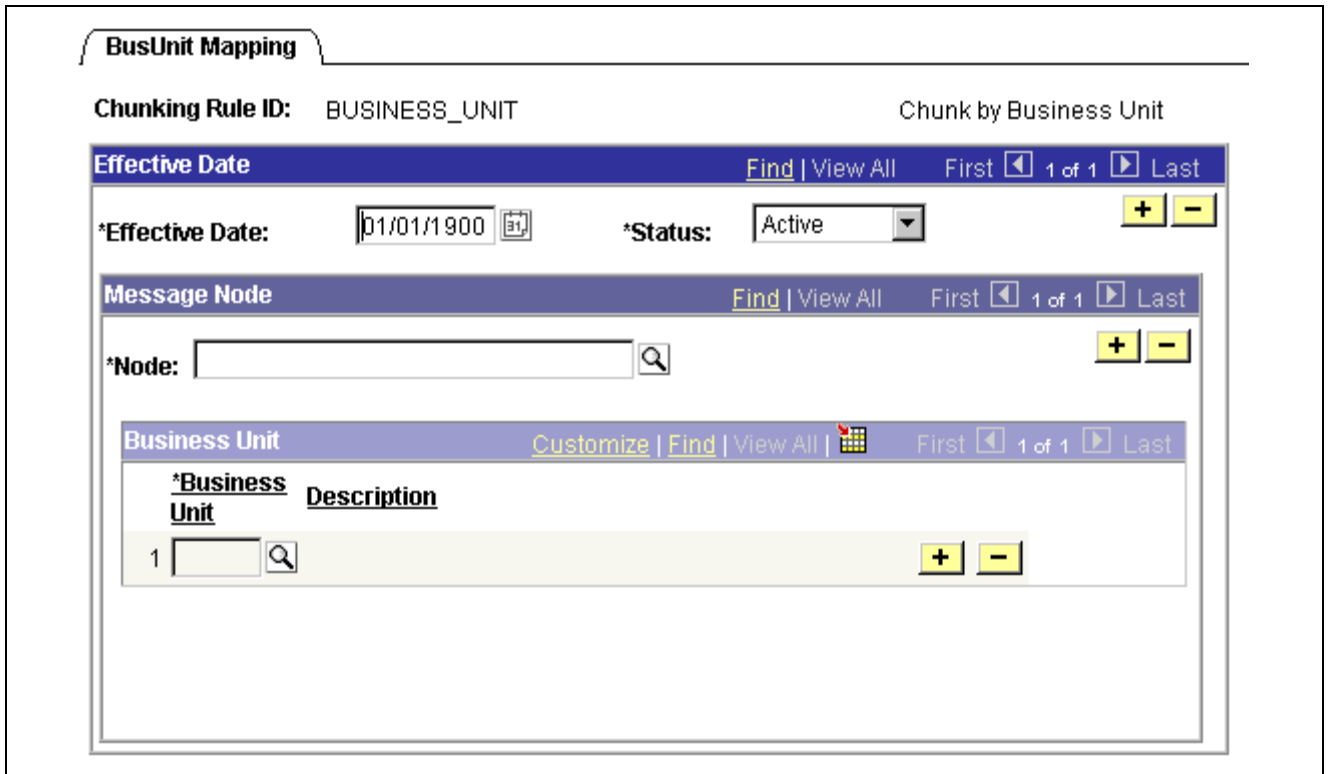 BusUnit Mapping
Chunking Rule ID: BUSINESS_UNIT Chunk by Business Unit
Effective Date Find | View All First 1 of 1 Last
*Effective Date: 01/01/1900 31 *Status: Active + −
Message Node Find | View All First 1 of 1 Last
*Node: + −
Business Unit Customize | Find | View All | First 1 of 1 Last
*Business
Unit Description
1 + −